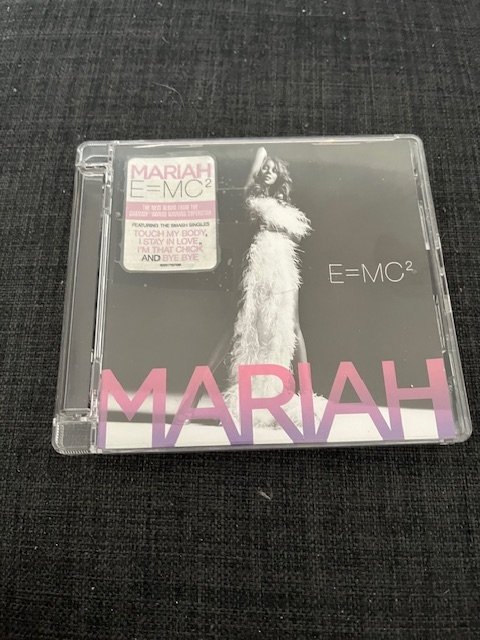 MARIAH
E=MC²
THE NEW ALBUM FROM THE
GRAMMY® AWARD WINNING SUPERSTAR
FEATURING THE SMASH SINGLES
TOUCH MY BODY,
I STAY IN LOVE,
I'M THAT CHICK
AND BYE BYE
E=MC²
MARIAH